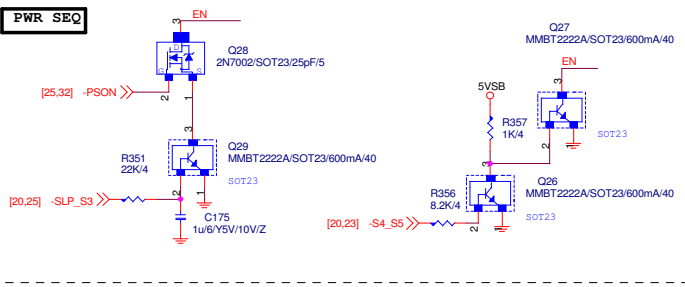 PWR SEQ
3
EN
D
G
S
Q28
2N7002/SOT23/25pF/5
[25,32] -PSON
2
1
3
Q29
MMBT2222A/SOT23/600mA/40
SOT23
R351
22K/4
[20,25] -SLP_S3
2
1
C175
1u/6/Y5V/10V/Z
Q27
MMBT2222A/SOT23/600mA/40
EN
3
5VSB
R357
1K/4
2
1
SOT23
3
Q26
MMBT2222A/SOT23/600mA/40
SOT23
R356
8.2K/4
[20,23] -S4_S5
2
1